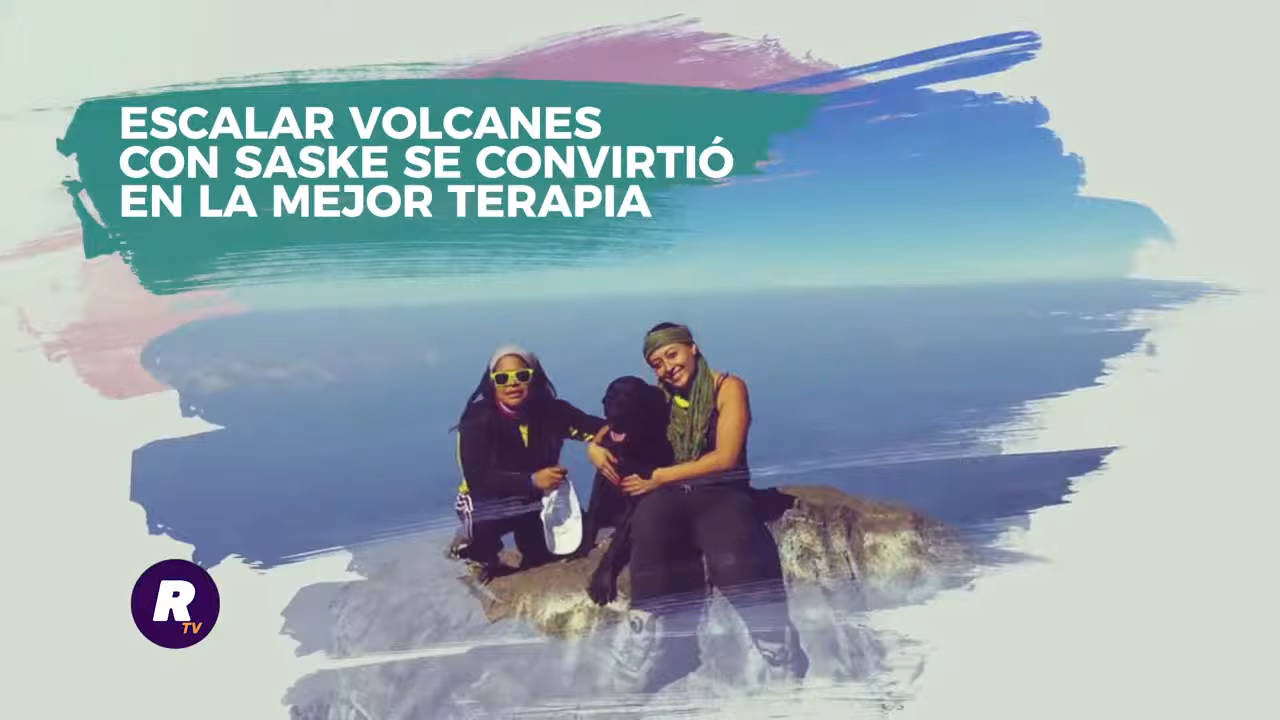 ESCALAR VOLCANES
CON SASKE SE CONVIRTIÓ
EN LA MEJOR TERAPIA
R
TV